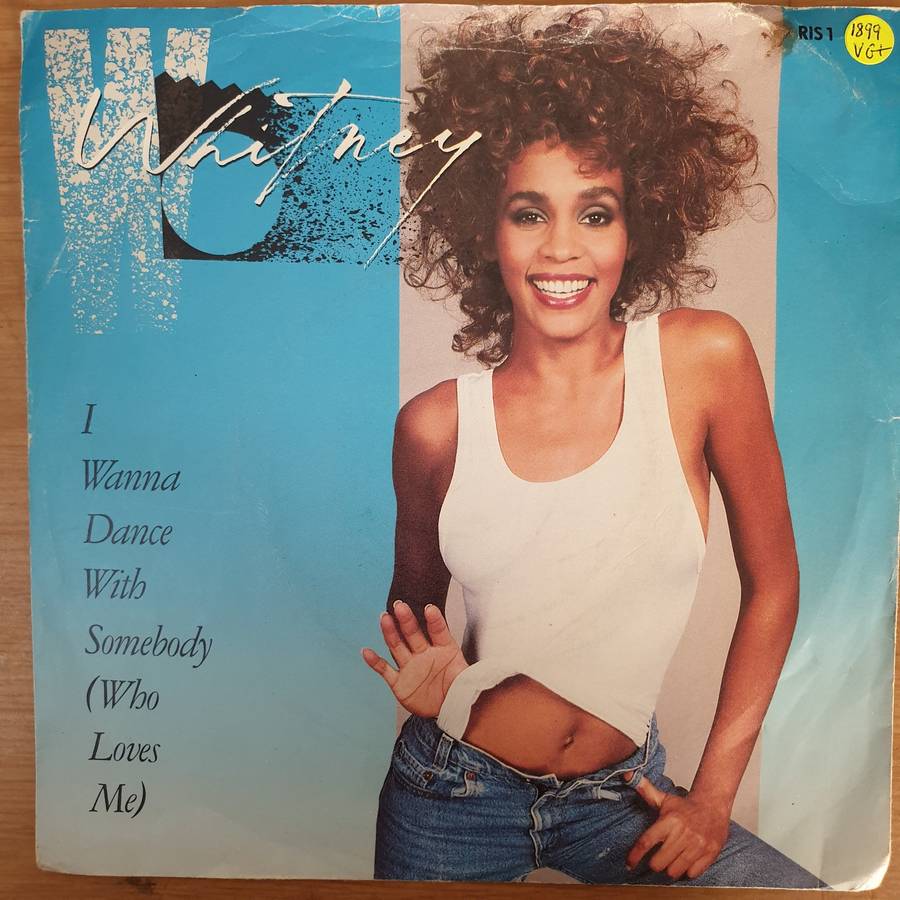 Whitney
RIS 1
1899
VG+
I
Wanna
Dance
With
Somebody
(Who
Loves
Me)